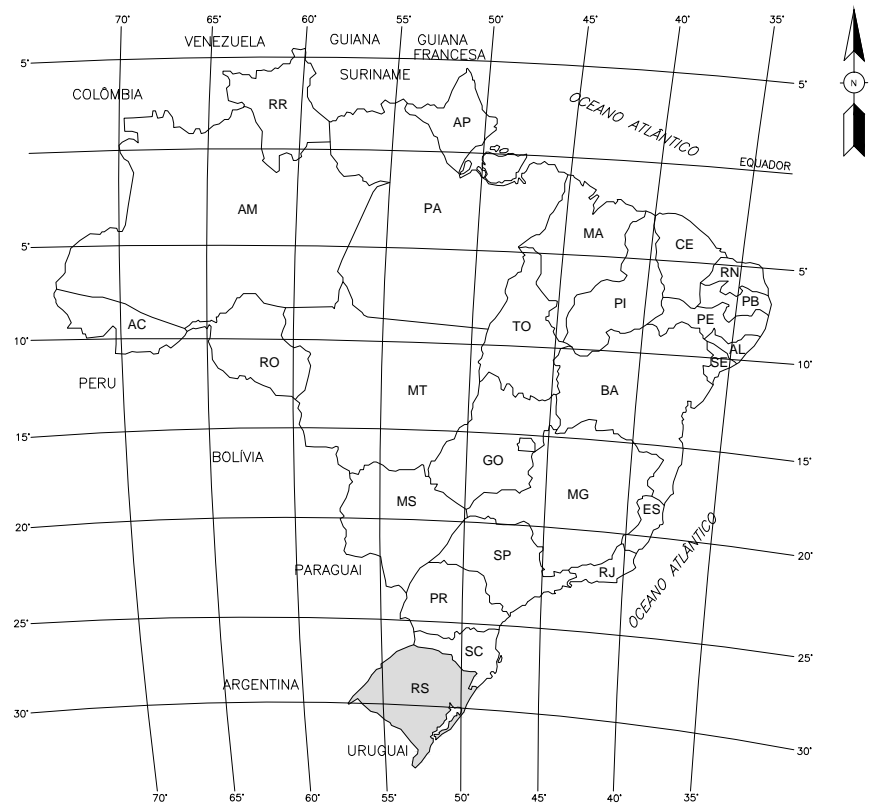 70° 65° 60° 55° 50° 45° 40° 35°
VENEZUELA
GUIANA
GUIANA
FRANCESA
SURINAME
5°
5°
COLÔMBIA
RR
AP
OCEANO ATLÂNTICO
N
EQUADOR
AM
PA
MA
CE
5°
5°
RN
PB
PI
PE
AC
TO
AL
SE
10°
10°
RO
PERU
MT
BA
15°
15°
BOLÍVIA
GO
MS
MG
ES
20°
20°
SP
PARAGUAI
RJ
OCEANO ATLÂNTICO
PR
25°
25°
SC
ARGENTINA
RS
30°
30°
URUGUAI
70° 65° 60° 55° 50° 45° 40° 35°